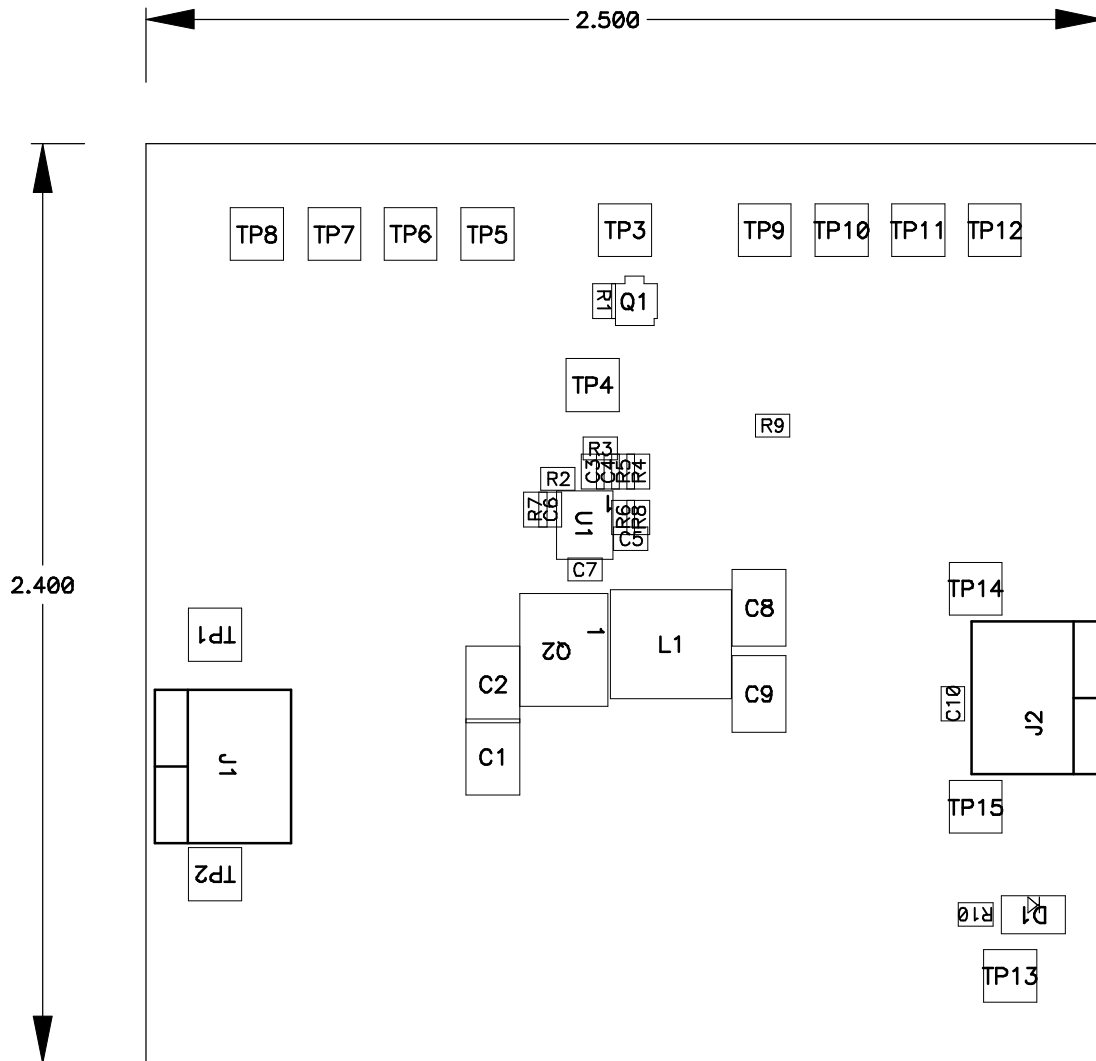 2.500
TP8 TP7 TP6 TP5 TP3 TP9 TP10 TP11 TP12
R1 Q1
TP4
R9
R3
C3 C4 R5 R4
R2
R7 C6 1 U1 R6 R8
C5
C7
2.400
TP14
TP1
C8
1
Q2 L1
C2 C9 C10
J2
C1
J1
TP15
TP2
R10 D1
TP13